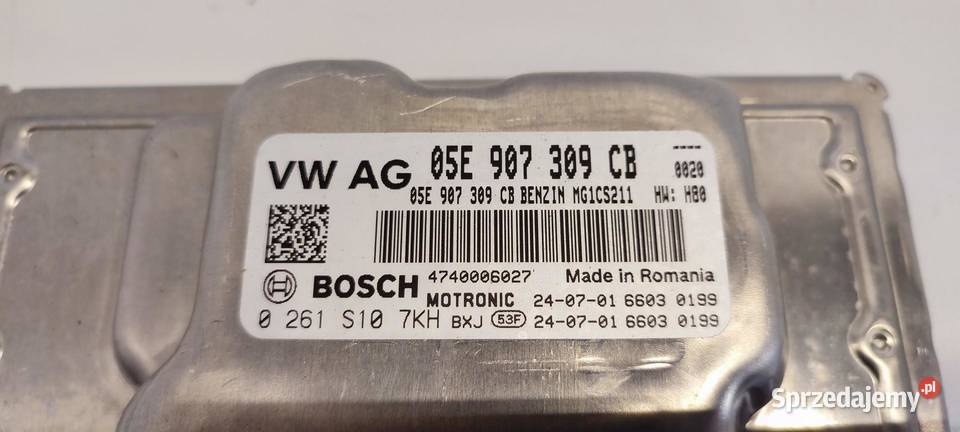 VW AG 05E 907 309 CB ---- 0020
05E 907 309 CB BENZIN MG1CS211 HW: H80
BOSCH 4740006027 Made in Romania
MOTRONIC 24-07-01 6603 0199
0 261 S10 7KH BXJ 53F 24-07-01 6603 0199
Sprzedajemy.pl